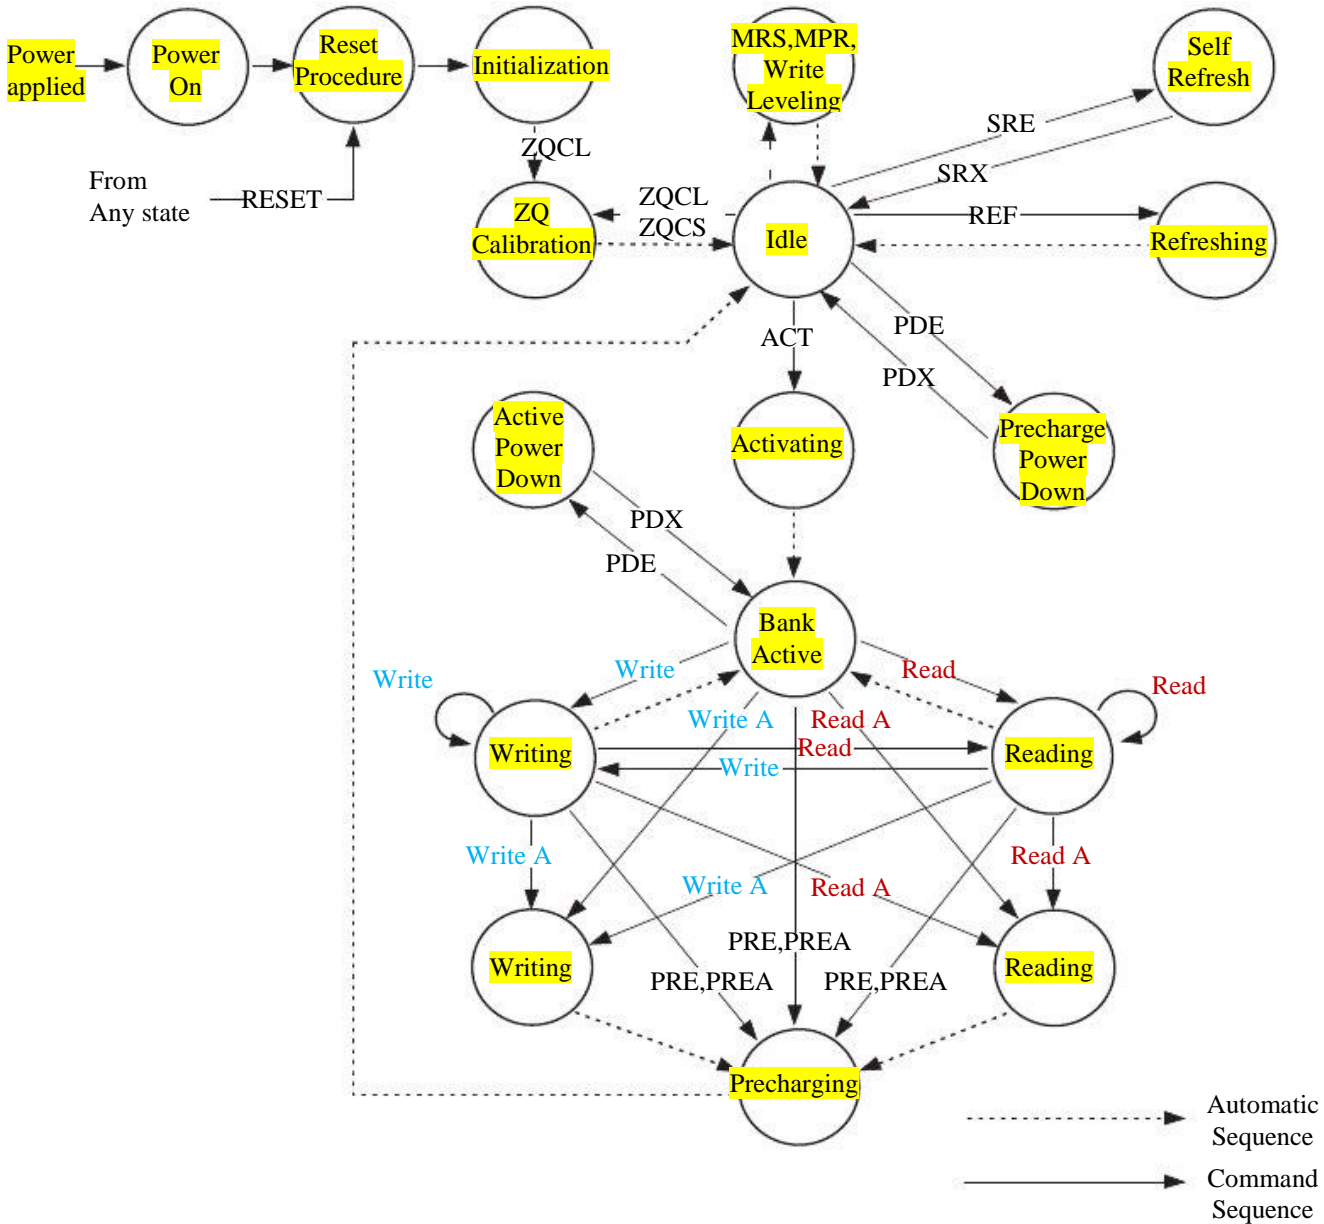 Power
applied
Power
On
Reset
Procedure
Initialization
MRS,MPR,
Write
Leveling
Self
Refresh
From
Any state
RESET
ZQCL
ZQ
Calibration
ZQCL
ZQCS
Idle
SRE
SRX
REF
Refreshing
ACT
PDE
PDX
Active
Power
Down
Activating
Precharge
Power
Down
PDX
PDE
Bank
Active
Write
Write
Read
Read
Write A
Read A
Writing
Read
Write
Reading
Write A
Write A
Read A
Read A
Writing
PRE,PREA
PRE,PREA
PRE,PREA
Reading
Precharging
Automatic
Sequence
Command
Sequence